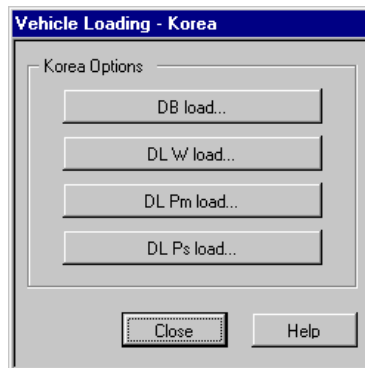 Vehicle Loading - Korea
Korea Options
DB load...
DL W load...
DL Pm load...
DL Ps load...
Close
Help